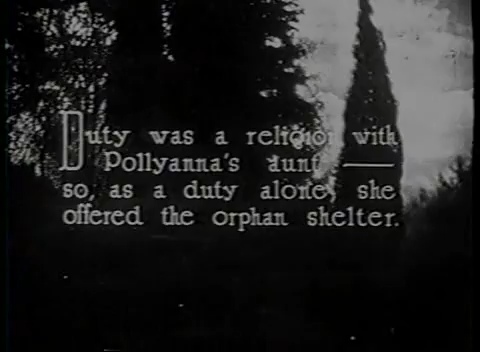 Duty was a religion with
Pollyanna's aunt —
so, as a duty alone, she
offered the orphan shelter.